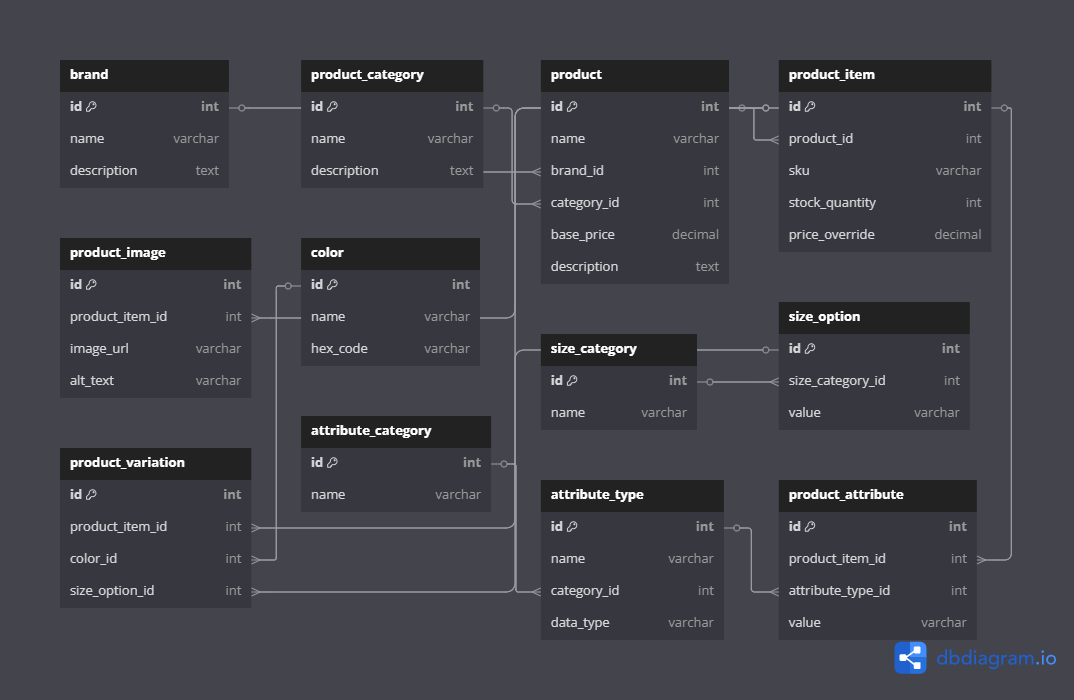 brand
id int
name varchar
description text
product_category
id int
name varchar
description text
product
id int
name varchar
brand_id int
category_id int
base_price decimal
description text
product_item
id int
product_id int
sku varchar
stock_quantity int
price_override decimal
product_image
id int
product_item_id int
image_url varchar
alt_text varchar
color
id int
name varchar
hex_code varchar
size_category
id int
name varchar
size_option
id int
size_category_id int
value varchar
attribute_category
id int
name varchar
product_variation
id int
product_item_id int
color_id int
size_option_id int
attribute_type
id int
name varchar
category_id int
data_type varchar
product_attribute
id int
product_item_id int
attribute_type_id int
value varchar
dbdiagram.io